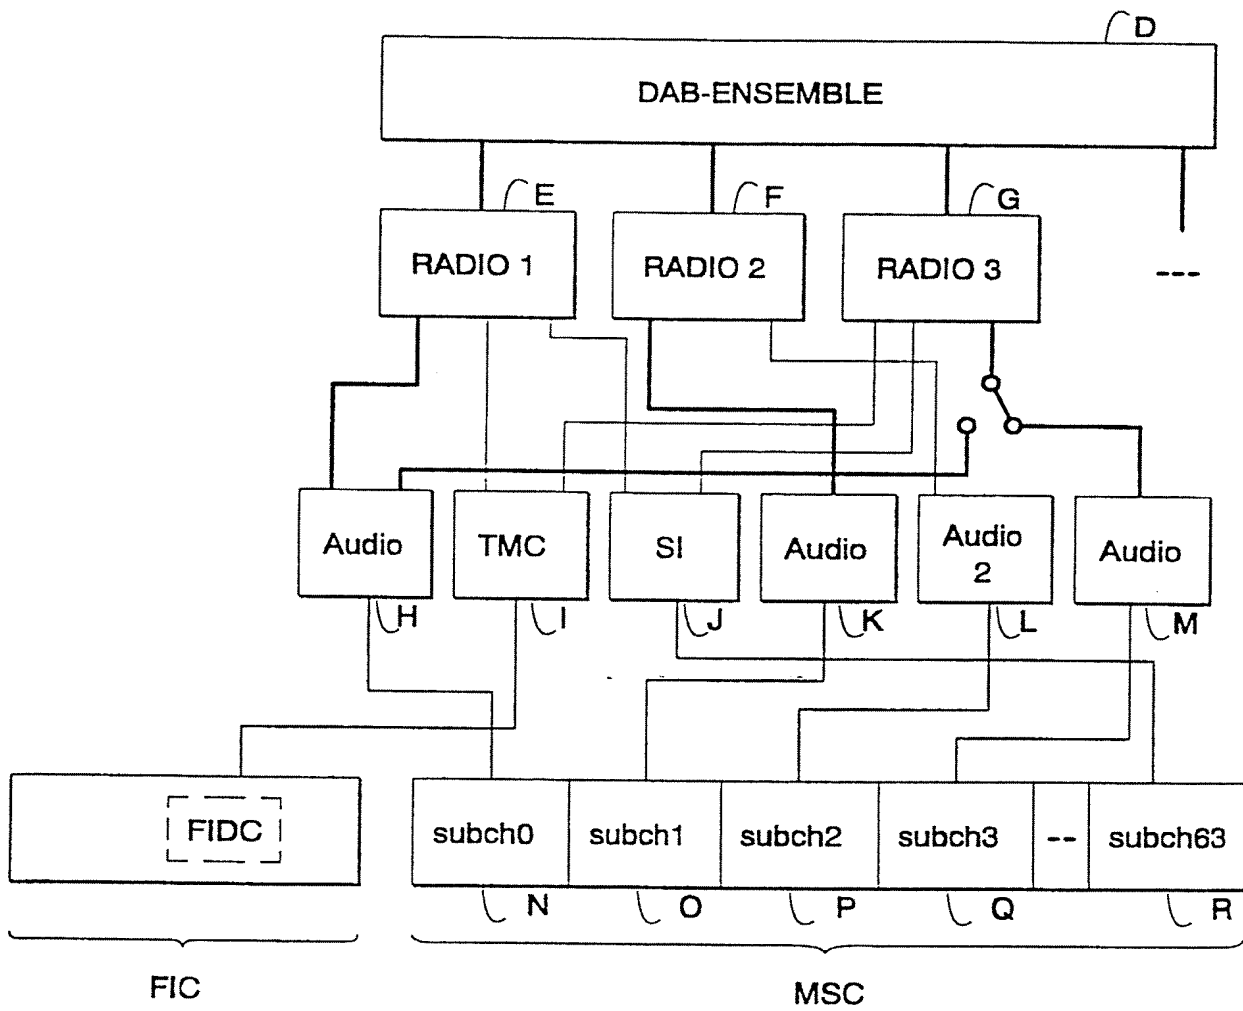 D
DAB-ENSEMBLE
E
F
G
RADIO 1
RADIO 2
RADIO 3
---
Audio
TMC
SI
Audio
Audio 2
Audio
H
I
J
K
L
M
FIDC
subch0
subch1
subch2
subch3
--
subch63
N
O
P
Q
R
FIC
MSC